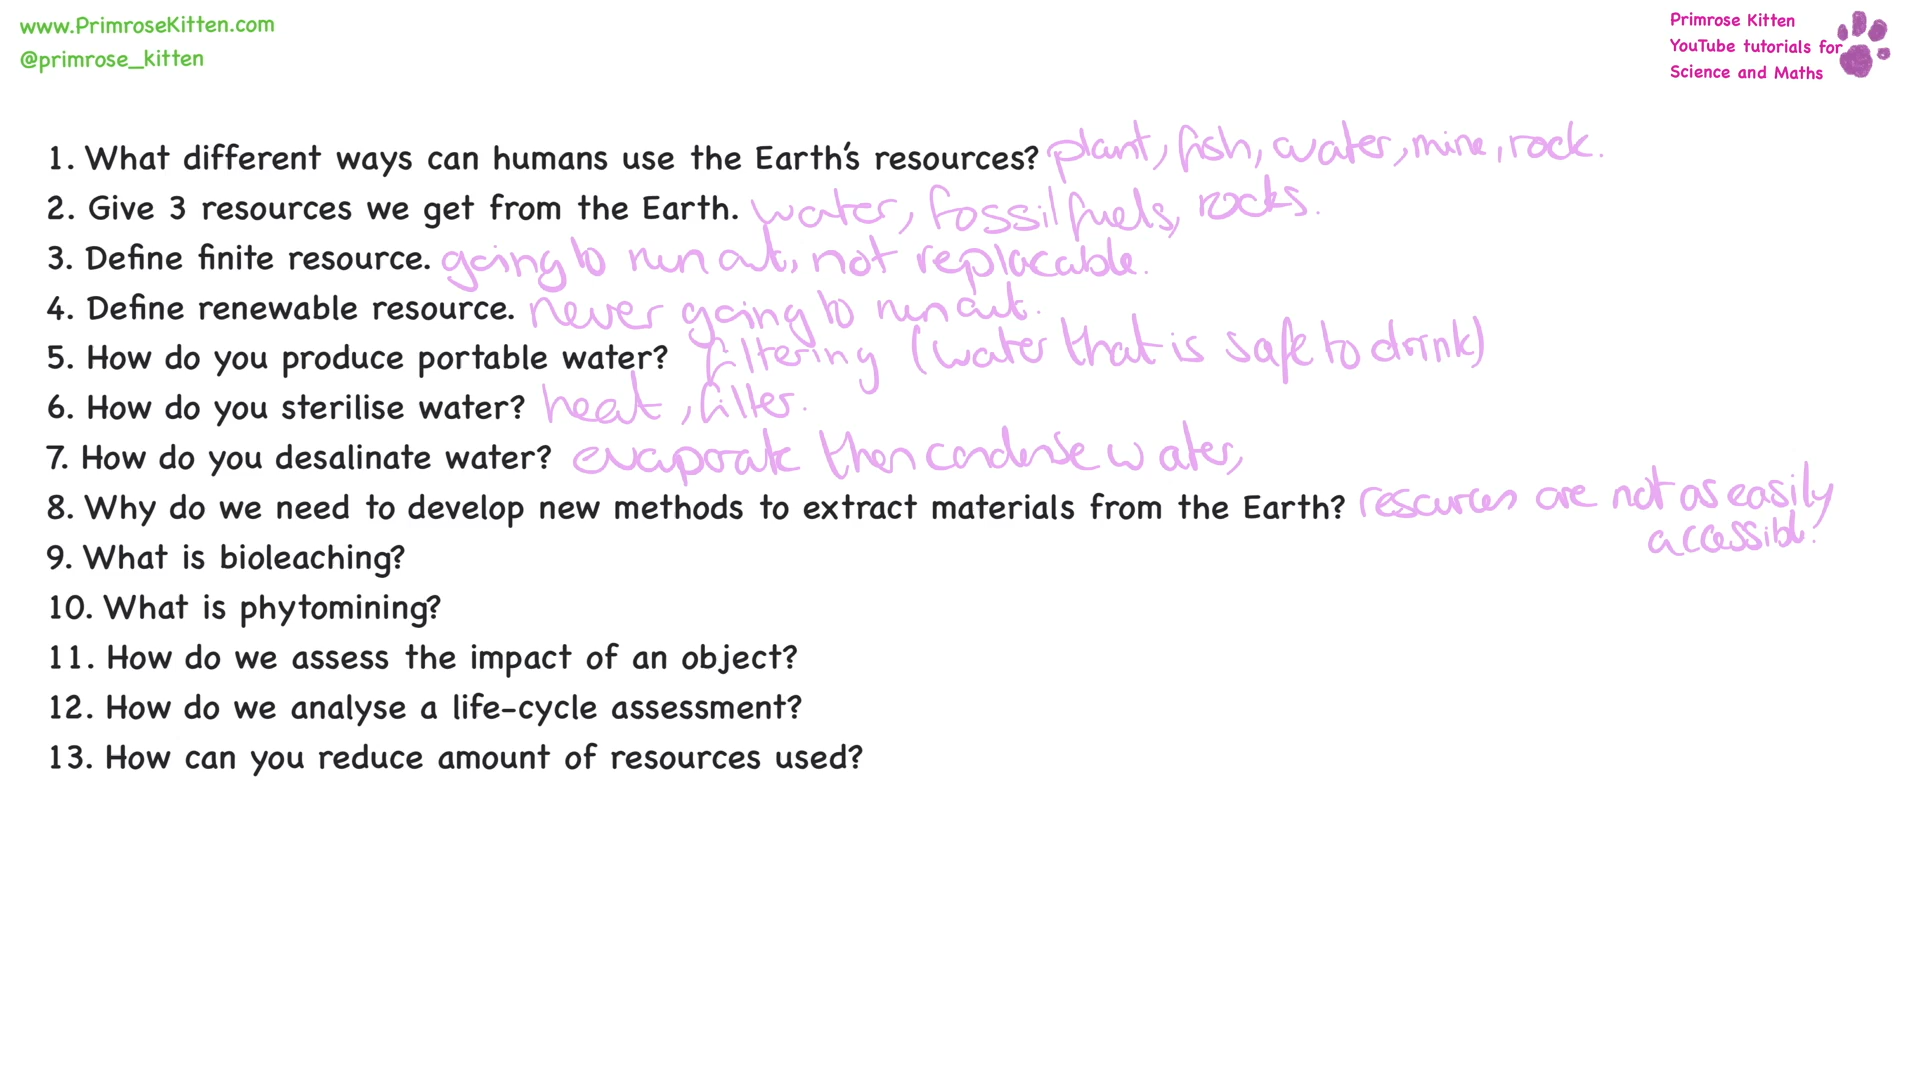 www.PrimroseKitten.com
@primrose_kitten
Primrose Kitten
YouTube tutorials for
Science and Maths
1. What different ways can humans use the Earth's resources? plant, fish, water, mine, rock.
2. Give 3 resources we get from the Earth. water, fossil fuels, rocks.
3. Define finite resource. going to run out, not replacable.
4. Define renewable resource. never going to run out.
5. How do you produce portable water? filtering (water that is safe to drink)
6. How do you sterilise water? heat, filter.
7. How do you desalinate water? evaporate then condense water,
8. Why do we need to develop new methods to extract materials from the Earth? resources are not as easily
accessible.
9. What is bioleaching?
10. What is phytomining?
11. How do we assess the impact of an object?
12. How do we analyse a life-cycle assessment?
13. How can you reduce amount of resources used?